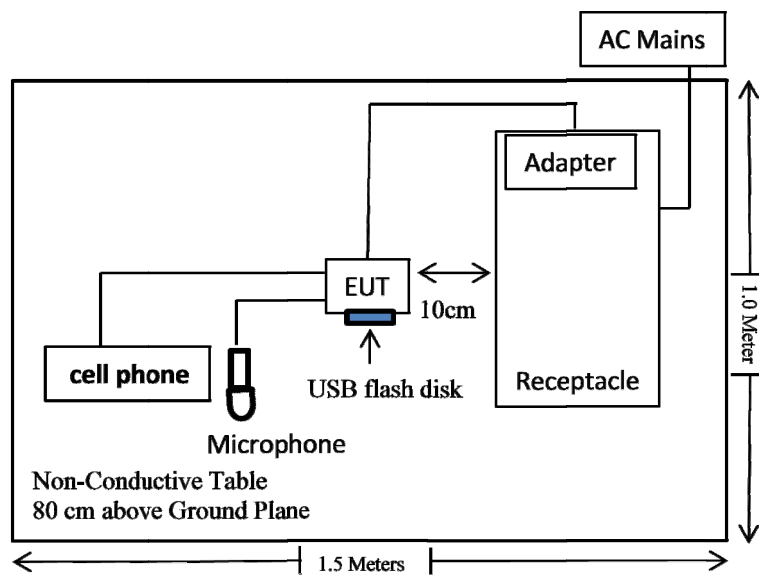 AC Mains
Adapter
EUT
10cm
1.0 Meter
cell phone
USB flash disk
Receptacle
Microphone
Non-Conductive Table
80 cm above Ground Plane
1.5 Meters